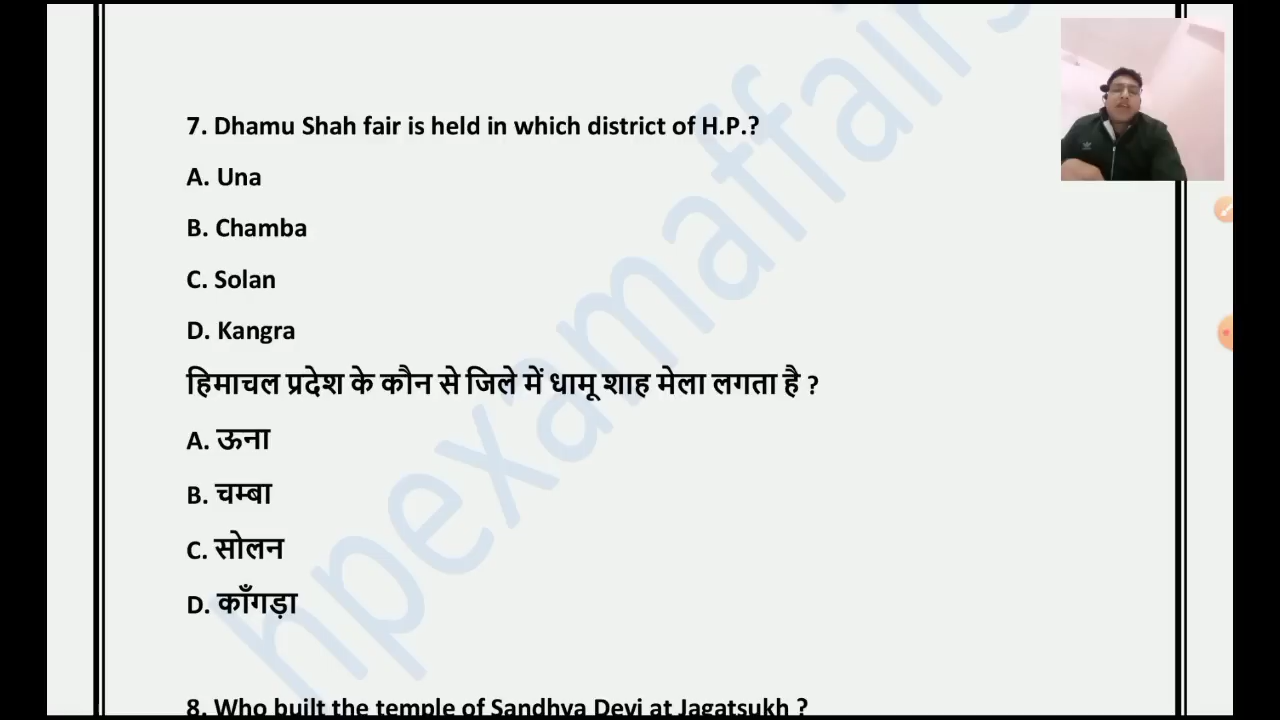 7. Dhamu Shah fair is held in which district of H.P.?
A. Una
B. Chamba
C. Solan
D. Kangra
हिमाचल प्रदेश के कौन से जिले में धामू शाह मेला लगता है ?
A. ऊना
B. चम्बा
C. सोलन
D. काँगड़ा
8. Who built the temple of Sandhya Devi at Jagatsukh ?
hpexamaffairs